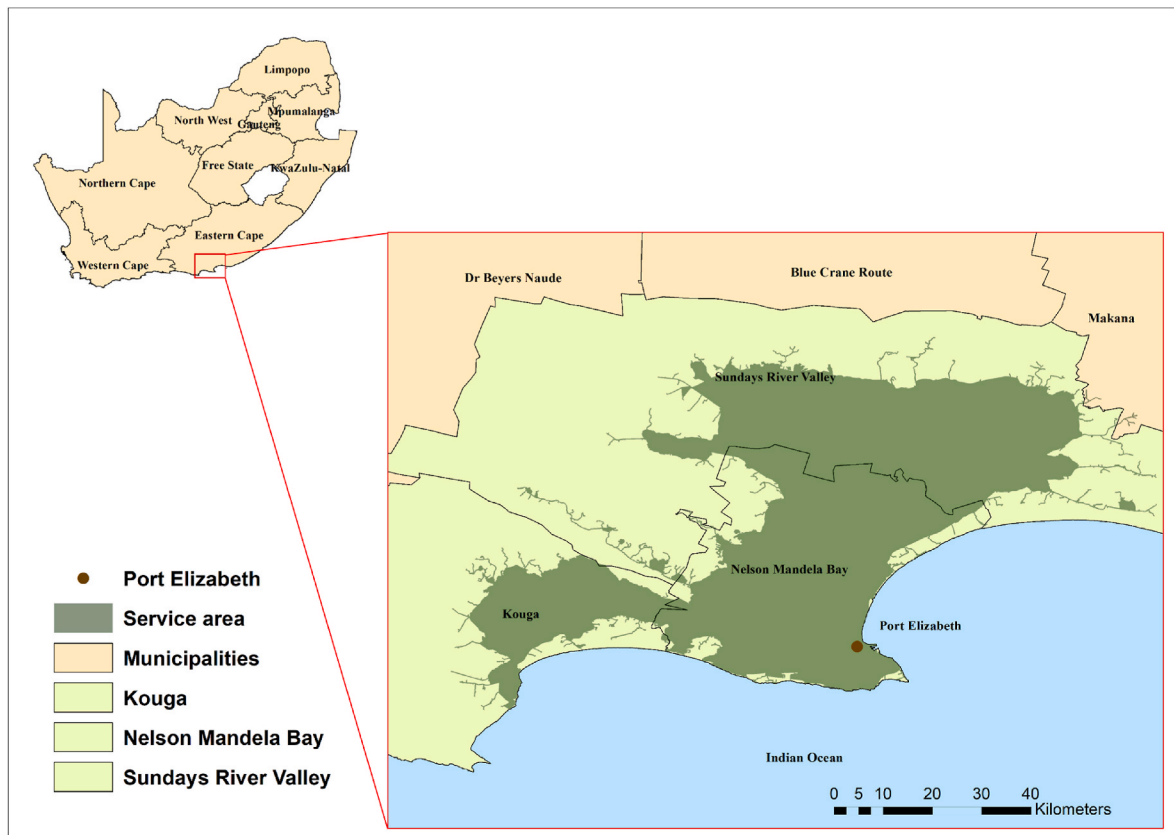 Limpopo
Mpumalanga
North West
Gauteng
Free State
KwaZulu-Natal
Northern Cape
Eastern Cape
Western Cape
Dr Beyers Naude
Blue Crane Route
Makana
Sundays River Valley
Nelson Mandela Bay
Kouga
Port Elizabeth
Indian Ocean
0 5 10 20 30 40
Kilometers
Port Elizabeth
Service area
Municipalities
Kouga
Nelson Mandela Bay
Sundays River Valley